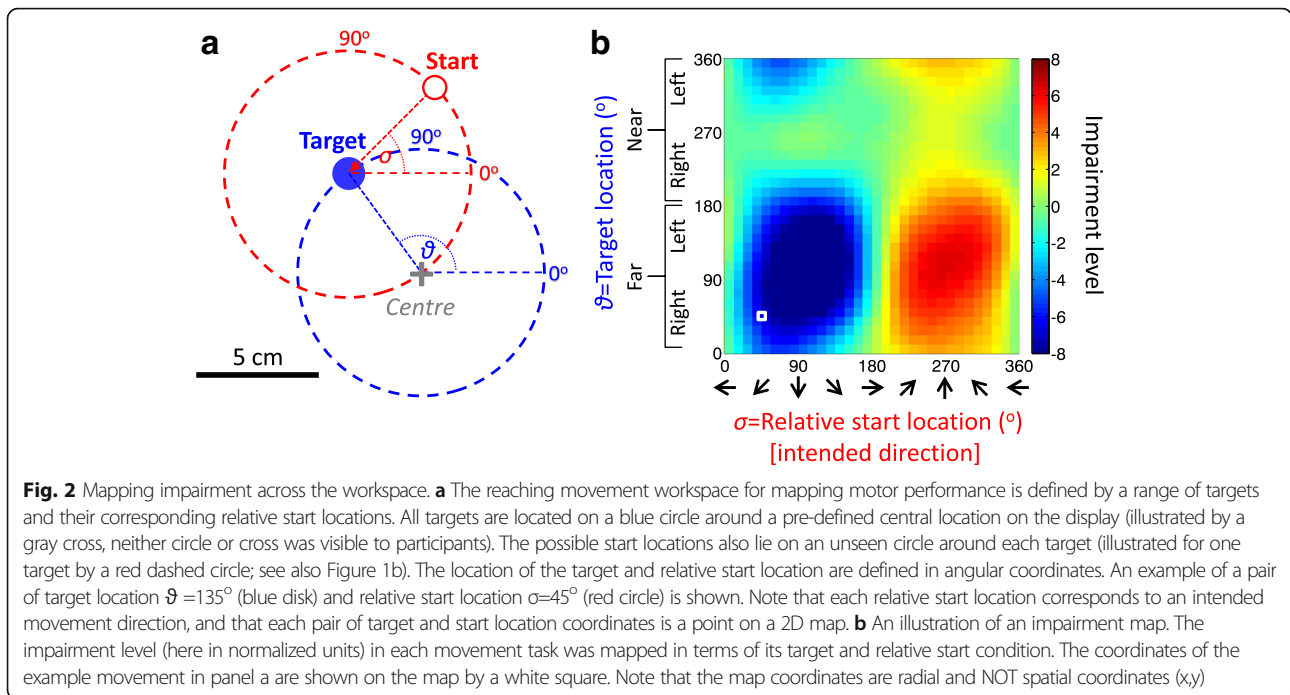 a
90º
Start
Target
90º
σ
0º
ϑ
0º
Centre
5 cm
b
ϑ=Target location (º)
Near
Far
Left
Right
Left
Right
360
270
180
90
0
0 90 180 270 360
σ=Relative start location (º)
[intended direction]
8
6
4
2
0
-2
-4
-6
-8
Impairment level
Fig. 2 Mapping impairment across the workspace. a The reaching movement workspace for mapping motor performance is defined by a range of targets
and their corresponding relative start locations. All targets are located on a blue circle around a pre-defined central location on the display (illustrated by a
gray cross, neither circle or cross was visible to participants). The possible start locations also lie on an unseen circle around each target (illustrated for one
target by a red dashed circle; see also Figure 1b). The location of the target and relative start location are defined in angular coordinates. An example of a pair
of target location ϑ =135º (blue disk) and relative start location σ=45º (red circle) is shown. Note that each relative start location corresponds to an intended
movement direction, and that each pair of target and start location coordinates is a point on a 2D map. b An illustration of an impairment map. The
impairment level (here in normalized units) in each movement task was mapped in terms of its target and relative start condition. The coordinates of the
example movement in panel a are shown on the map by a white square. Note that the map coordinates are radial and NOT spatial coordinates (x,y)